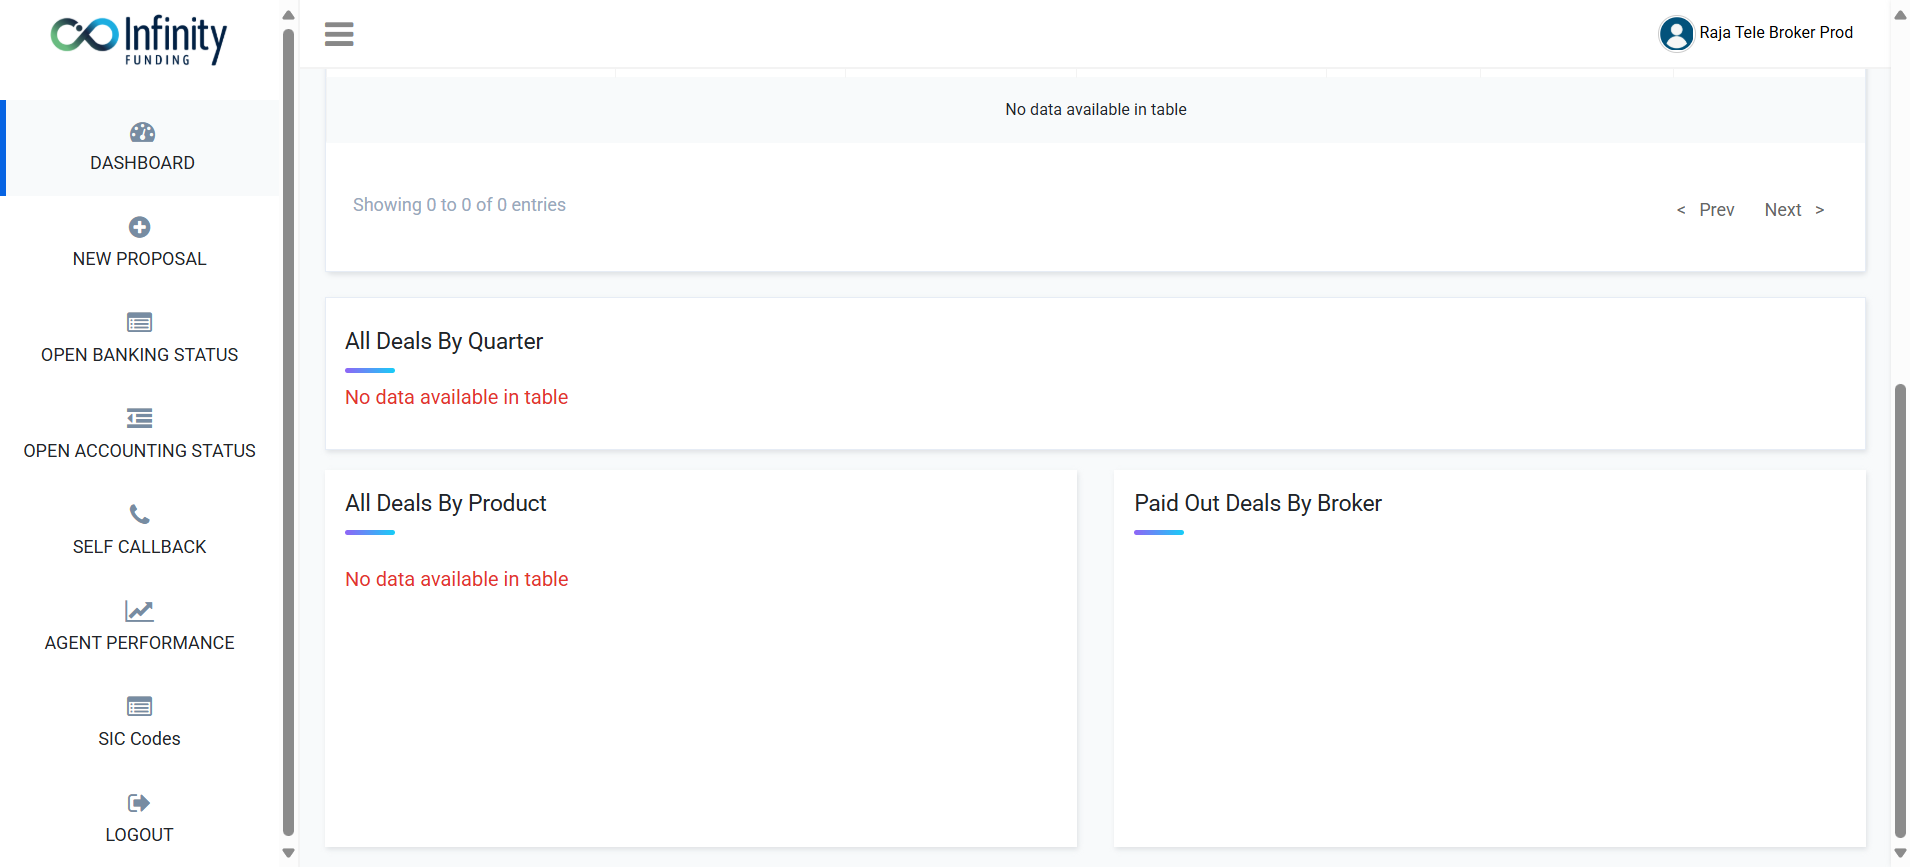 Infinity
FUNDING
Raja Tele Broker Prod
DASHBOARD
NEW PROPOSAL
OPEN BANKING STATUS
OPEN ACCOUNTING STATUS
SELF CALLBACK
AGENT PERFORMANCE
SIC Codes
LOGOUT
No data available in table
Showing 0 to 0 of 0 entries
< Prev Next >
All Deals By Quarter
No data available in table
All Deals By Product
No data available in table
Paid Out Deals By Broker